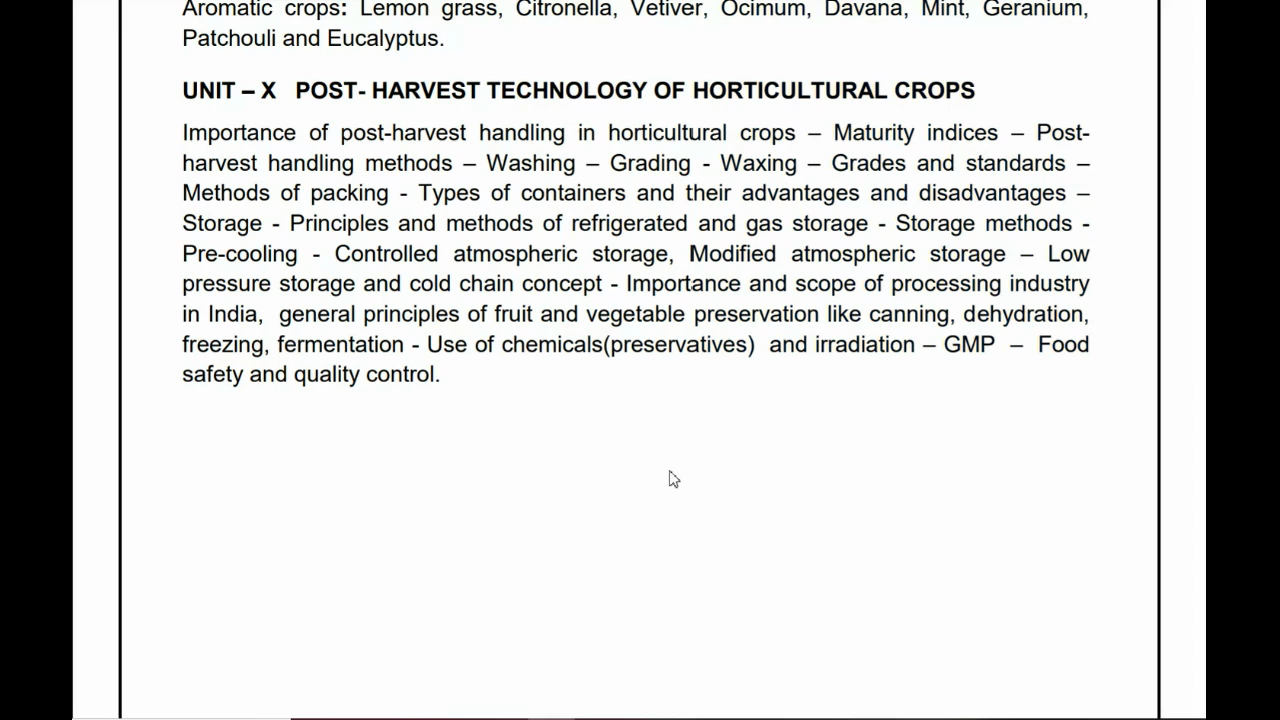 Aromatic crops: Lemon grass, Citronella, Vetiver, Ocimum, Davana, Mint, Geranium,
Patchouli and Eucalyptus.
UNIT – X POST- HARVEST TECHNOLOGY OF HORTICULTURAL CROPS
Importance of post-harvest handling in horticultural crops – Maturity indices – Post-
harvest handling methods – Washing – Grading - Waxing – Grades and standards –
Methods of packing - Types of containers and their advantages and disadvantages –
Storage - Principles and methods of refrigerated and gas storage - Storage methods -
Pre-cooling - Controlled atmospheric storage, Modified atmospheric storage – Low
pressure storage and cold chain concept - Importance and scope of processing industry
in India, general principles of fruit and vegetable preservation like canning, dehydration,
freezing, fermentation - Use of chemicals(preservatives) and irradiation – GMP – Food
safety and quality control.